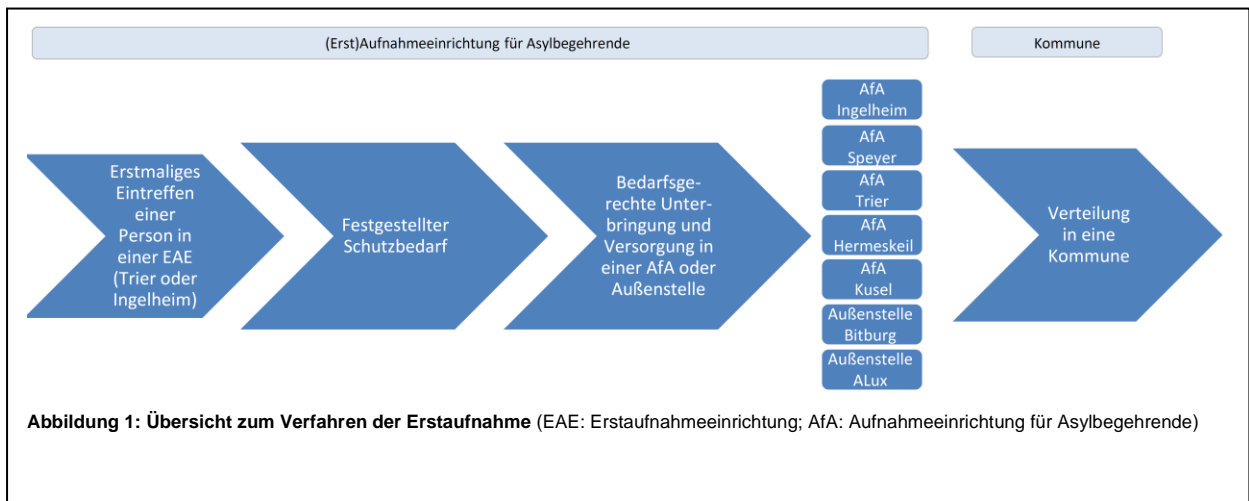 (Erst)Aufnahmeeinrichtung für Asylbegehrende
Kommune
Erstmaliges
Eintreffen
einer
Person in
einer EAE
(Trier oder
Ingelheim)
Festgestellter
Schutzbedarf
Bedarfsge-
rechte Unter-
bringung und
Versorgung in
einer AfA oder
Außenstelle
AfA
Ingelheim
AfA
Speyer
AfA
Trier
AfA
Hermeskeil
AfA
Kusel
Außenstelle
Bitburg
Außenstelle
ALux
Verteilung
in eine
Kommune
Abbildung 1: Übersicht zum Verfahren der Erstaufnahme (EAE: Erstaufnahmeeinrichtung; AfA: Aufnahmeeinrichtung für Asylbegehrende)